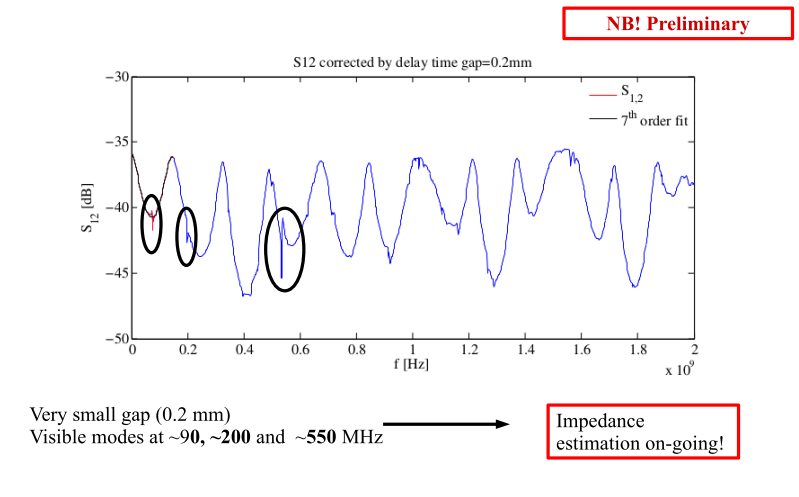 NB! Preliminary
S12 corrected by delay time gap=0.2mm
S1,2
7th order fit
S12 [dB]
−30
−35
−40
−45
−50
0 0.2 0.4 0.6 0.8 1 1.2 1.4 1.6 1.8 2
f [Hz]
x 10^9
Very small gap (0.2 mm)
Visible modes at ~90, ~200 and ~550 MHz
Impedance
estimation on-going!